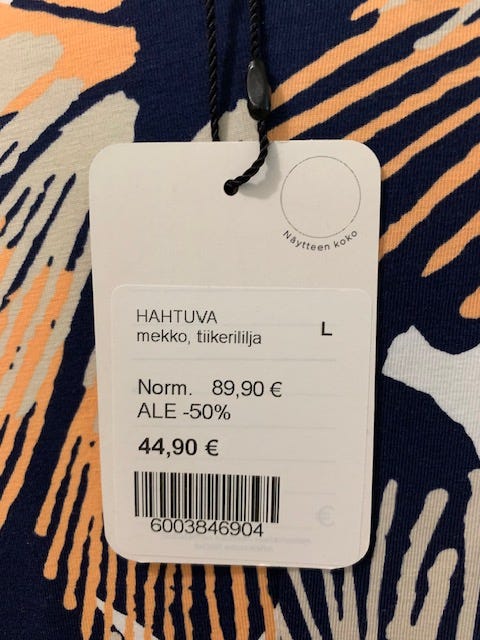 Näytteen koko
HAHTUVA
mekko, tiikerililja
L
Norm. 89,90 €
ALE -50%
44,90 €
6003846904
€